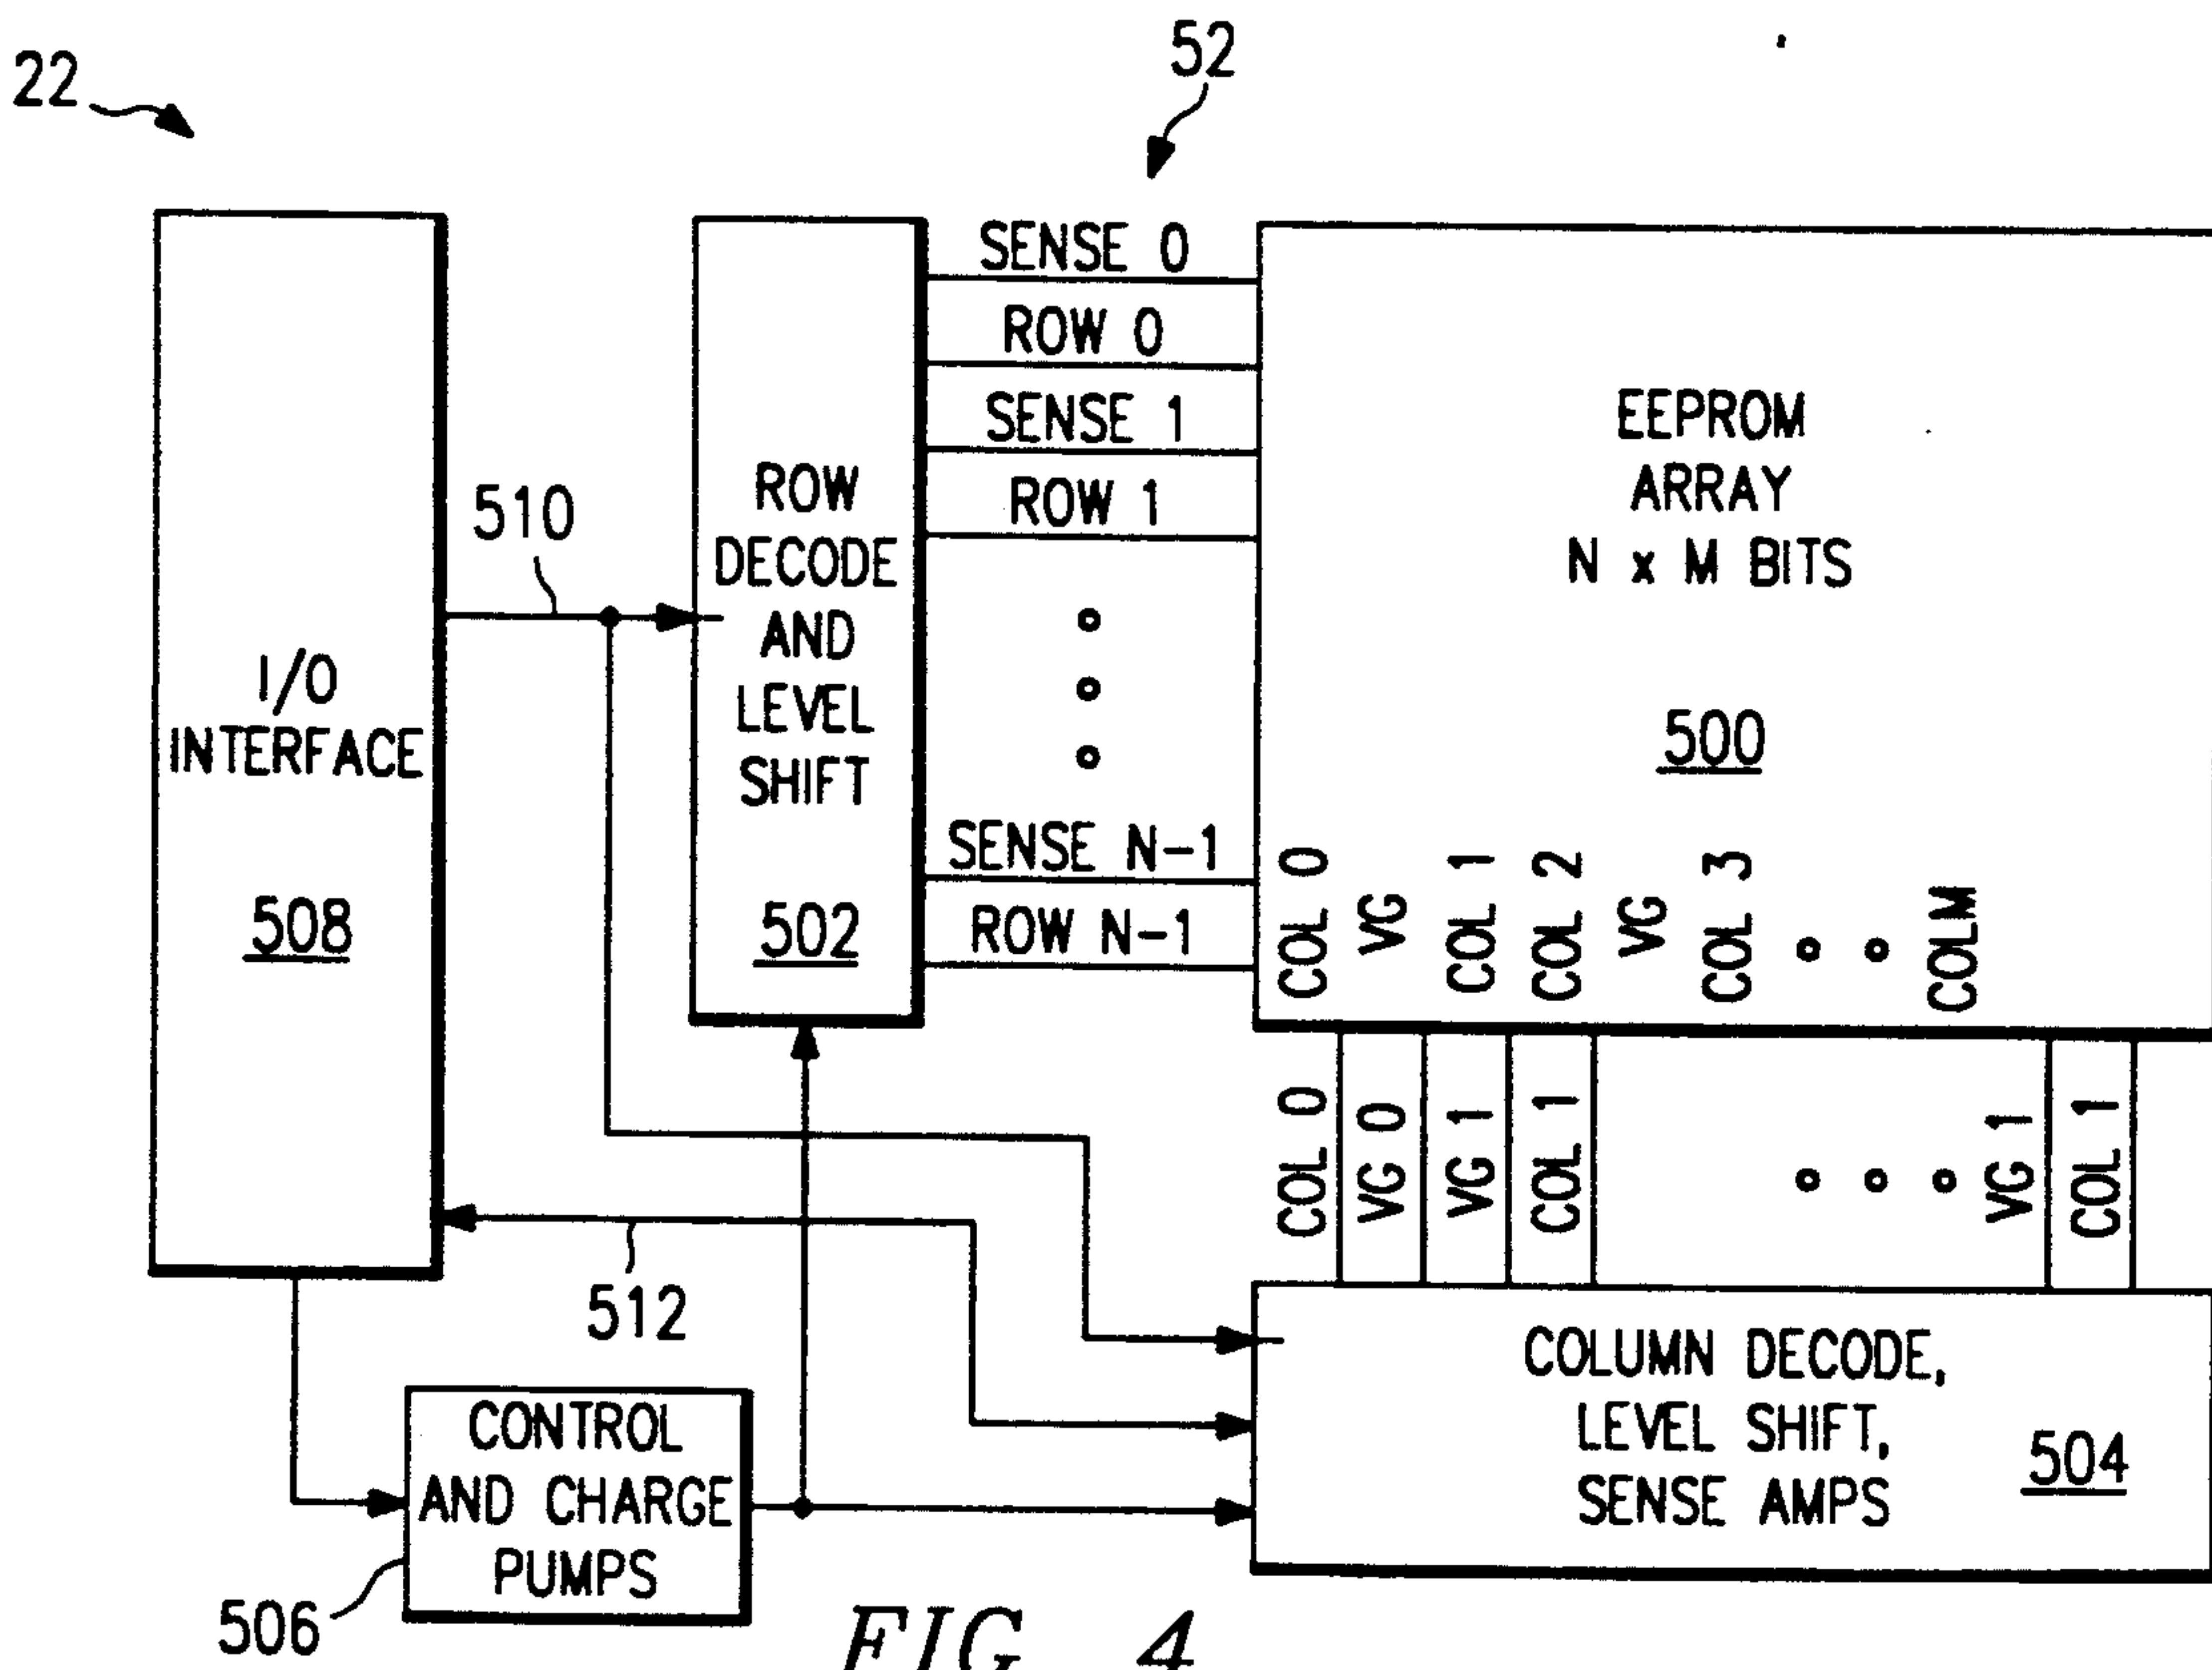 22
52
SENSE 0
ROW 0
SENSE 1
ROW 1
SENSE N-1
ROW N-1
510
ROW
DECODE
AND
LEVEL
SHIFT
502
I/O
INTERFACE
508
EEPROM
ARRAY
N x M BITS
500
COL 0
VG
COL 1
COL 2
VG
COL 3
COLM
COL 0
VG 0
VG 1
COL 1
VG 1
COL 1
512
CONTROL
AND CHARGE
PUMPS
506
COLUMN DECODE,
LEVEL SHIFT,
SENSE AMPS
504
FIG. 4